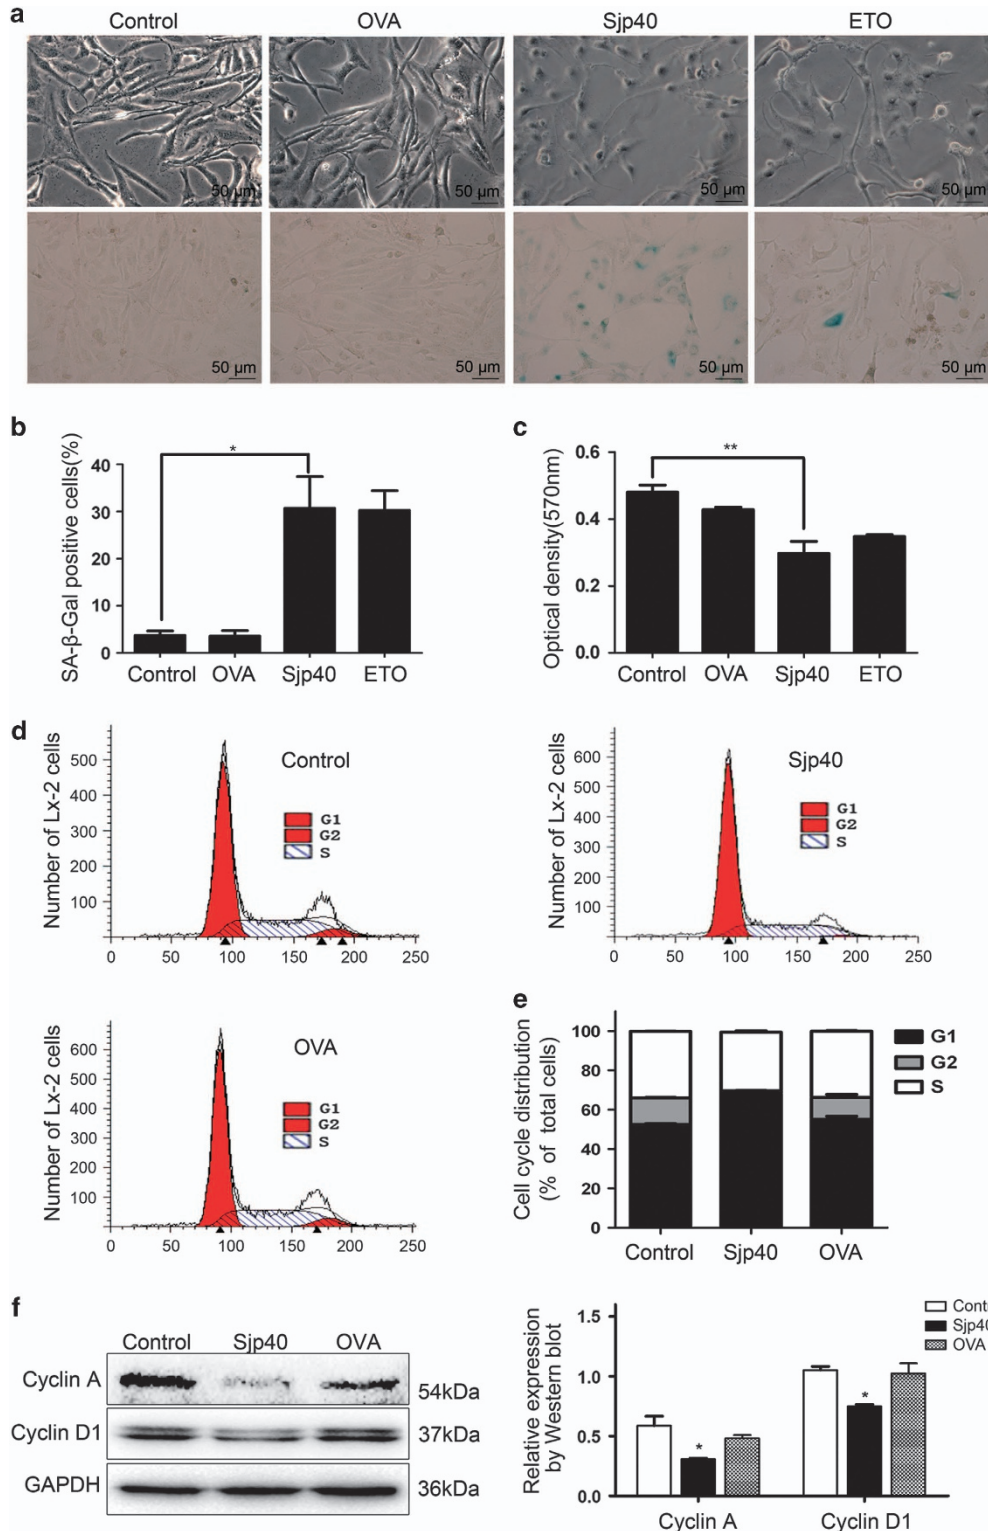 a
Control OVA Sjp40 ETO
50 µm 50 µm 50 µm 50 µm
50 µm 50 µm 50 µm 50 µm
b
SA-β-Gal positive cells(%)
40
30
20
10
0
*
Control OVA Sjp40 ETO
c
Optical density(570nm)
0.6
0.4
0.2
0.0
**
Control OVA Sjp40 ETO
d
Number of Lx-2 cells
500
400
300
200
100
0 50 100 150 200 250
Control
G1
G2
S
Number of Lx-2 cells
600
500
400
300
200
100
0 50 100 150 200 250
Sjp40
G1
G2
S
Number of Lx-2 cells
600
500
400
300
200
100
0 50 100 150 200 250
OVA
G1
G2
S
e
Cell cycle distribution
(% of total cells)
100
80
60
40
20
0
Control Sjp40 OVA
G1
G2
S
f
Control Sjp40 OVA
Cyclin A 54kDa
Cyclin D1 37kDa
GAPDH 36kDa
Relative expression
by Western blot
1.5
1.0
0.5
0.0
* *
Cyclin A Cyclin D1
Cont
Sjp40
OVA